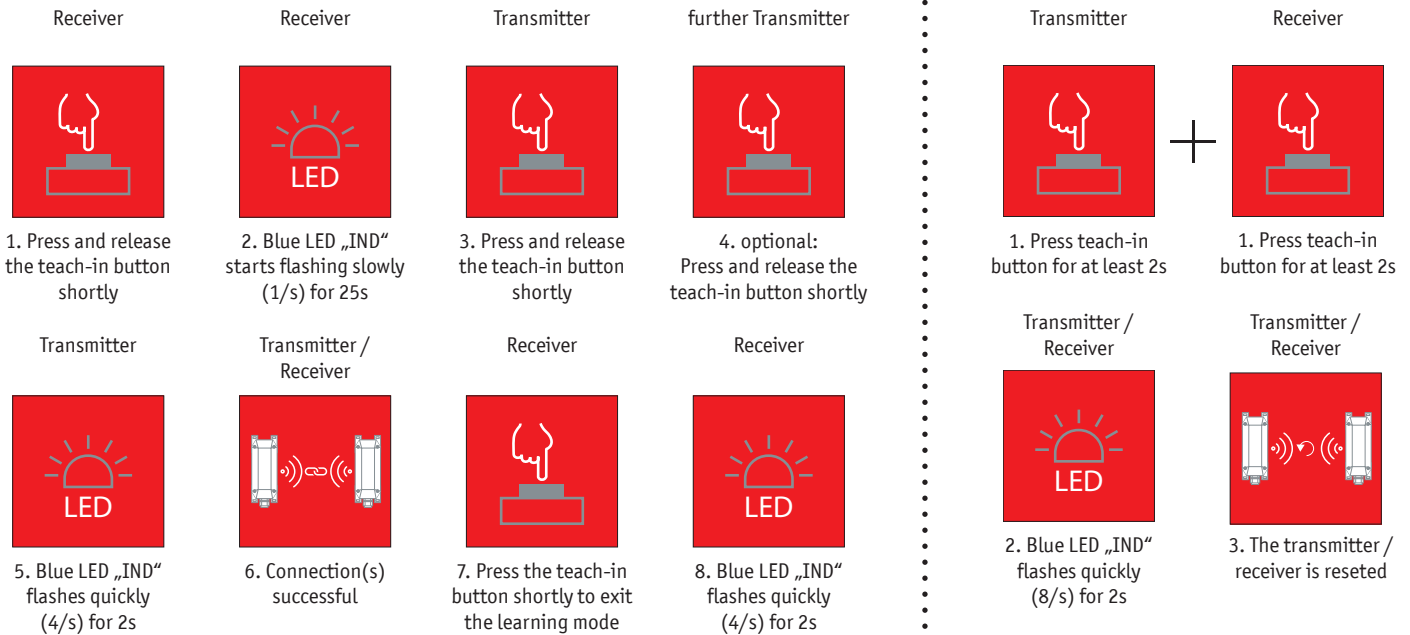 Receiver
Receiver
Transmitter
further Transmitter
LED
1. Press and release
the teach-in button
shortly
2. Blue LED „IND“
starts flashing slowly
(1/s) for 25s
3. Press and release
the teach-in button
shortly
4. optional:
Press and release the
teach-in button shortly
Transmitter
Transmitter /
Receiver
Receiver
Receiver
LED
LED
5. Blue LED „IND“
flashes quickly
(4/s) for 2s
6. Connection(s)
successful
7. Press the teach-in
button shortly to exit
the learning mode
8. Blue LED „IND“
flashes quickly
(4/s) for 2s
Transmitter
Receiver
1. Press teach-in
button for at least 2s
1. Press teach-in
button for at least 2s
Transmitter /
Receiver
Transmitter /
Receiver
LED
2. Blue LED „IND“
flashes quickly
(8/s) for 2s
3. The transmitter /
receiver is reseted